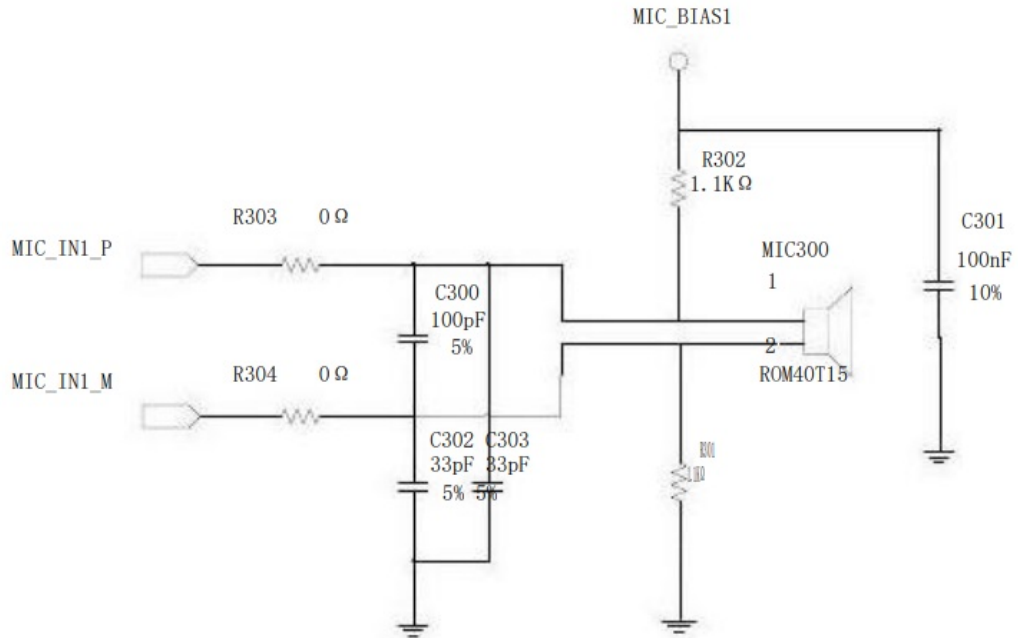 MIC_BIAS1
R302
1.1KΩ
R303 0Ω
C301
MIC_IN1_P
MIC300
100nF
1
C300
10%
100pF
5%
2
R304 0Ω
ROM40T15
MIC_IN1_M
C302 C303
33pF 33pF
5% 5%
R301